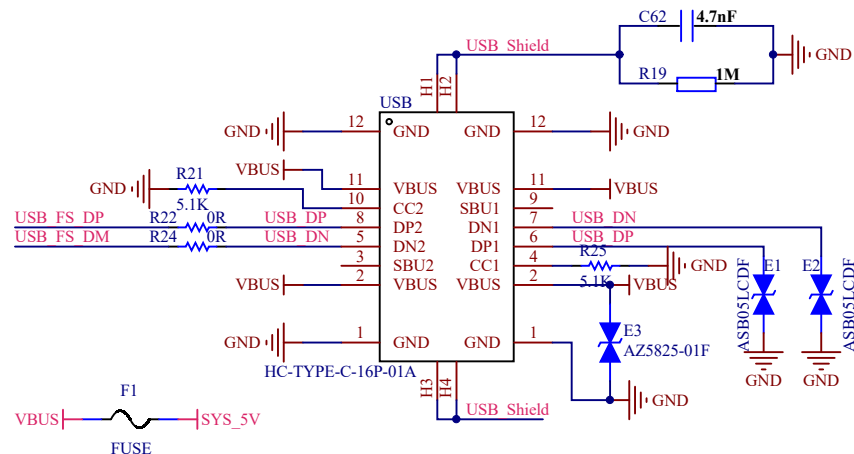 C62 4.7nF
USB_Shield
GND
R19 1M
H1 H2
USB
GND 12 GND GND 12 GND
R21
VBUS
11 VBUS VBUS 11 VBUS
GND
5.1K
10 CC2 SBU1 9
USB_FS_DP R22 0R USB_DP 8 DP2 DN1 7 USB_DN
USB_FS_DM R24 0R USB_DN 5 DN2 DP1 6 USB_DP
R25
3 SBU2 CC1 4 GND
E1 E2
5.1K
VBUS 2 VBUS VBUS 2 VBUS
ASB05LCDF ASB05LCDF
E3
GND 1 GND GND 1
AZ5825-01F
HC-TYPE-C-16P-01A
H3 H4
GND GND
F1
GND
VBUS SYS_5V
USB_Shield
FUSE